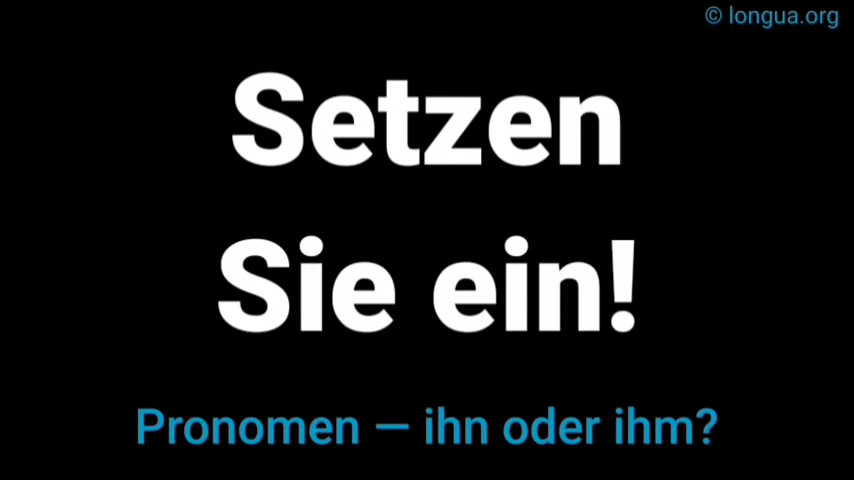 © longua.org
Setzen
Sie ein!
Pronomen — ihn oder ihm?